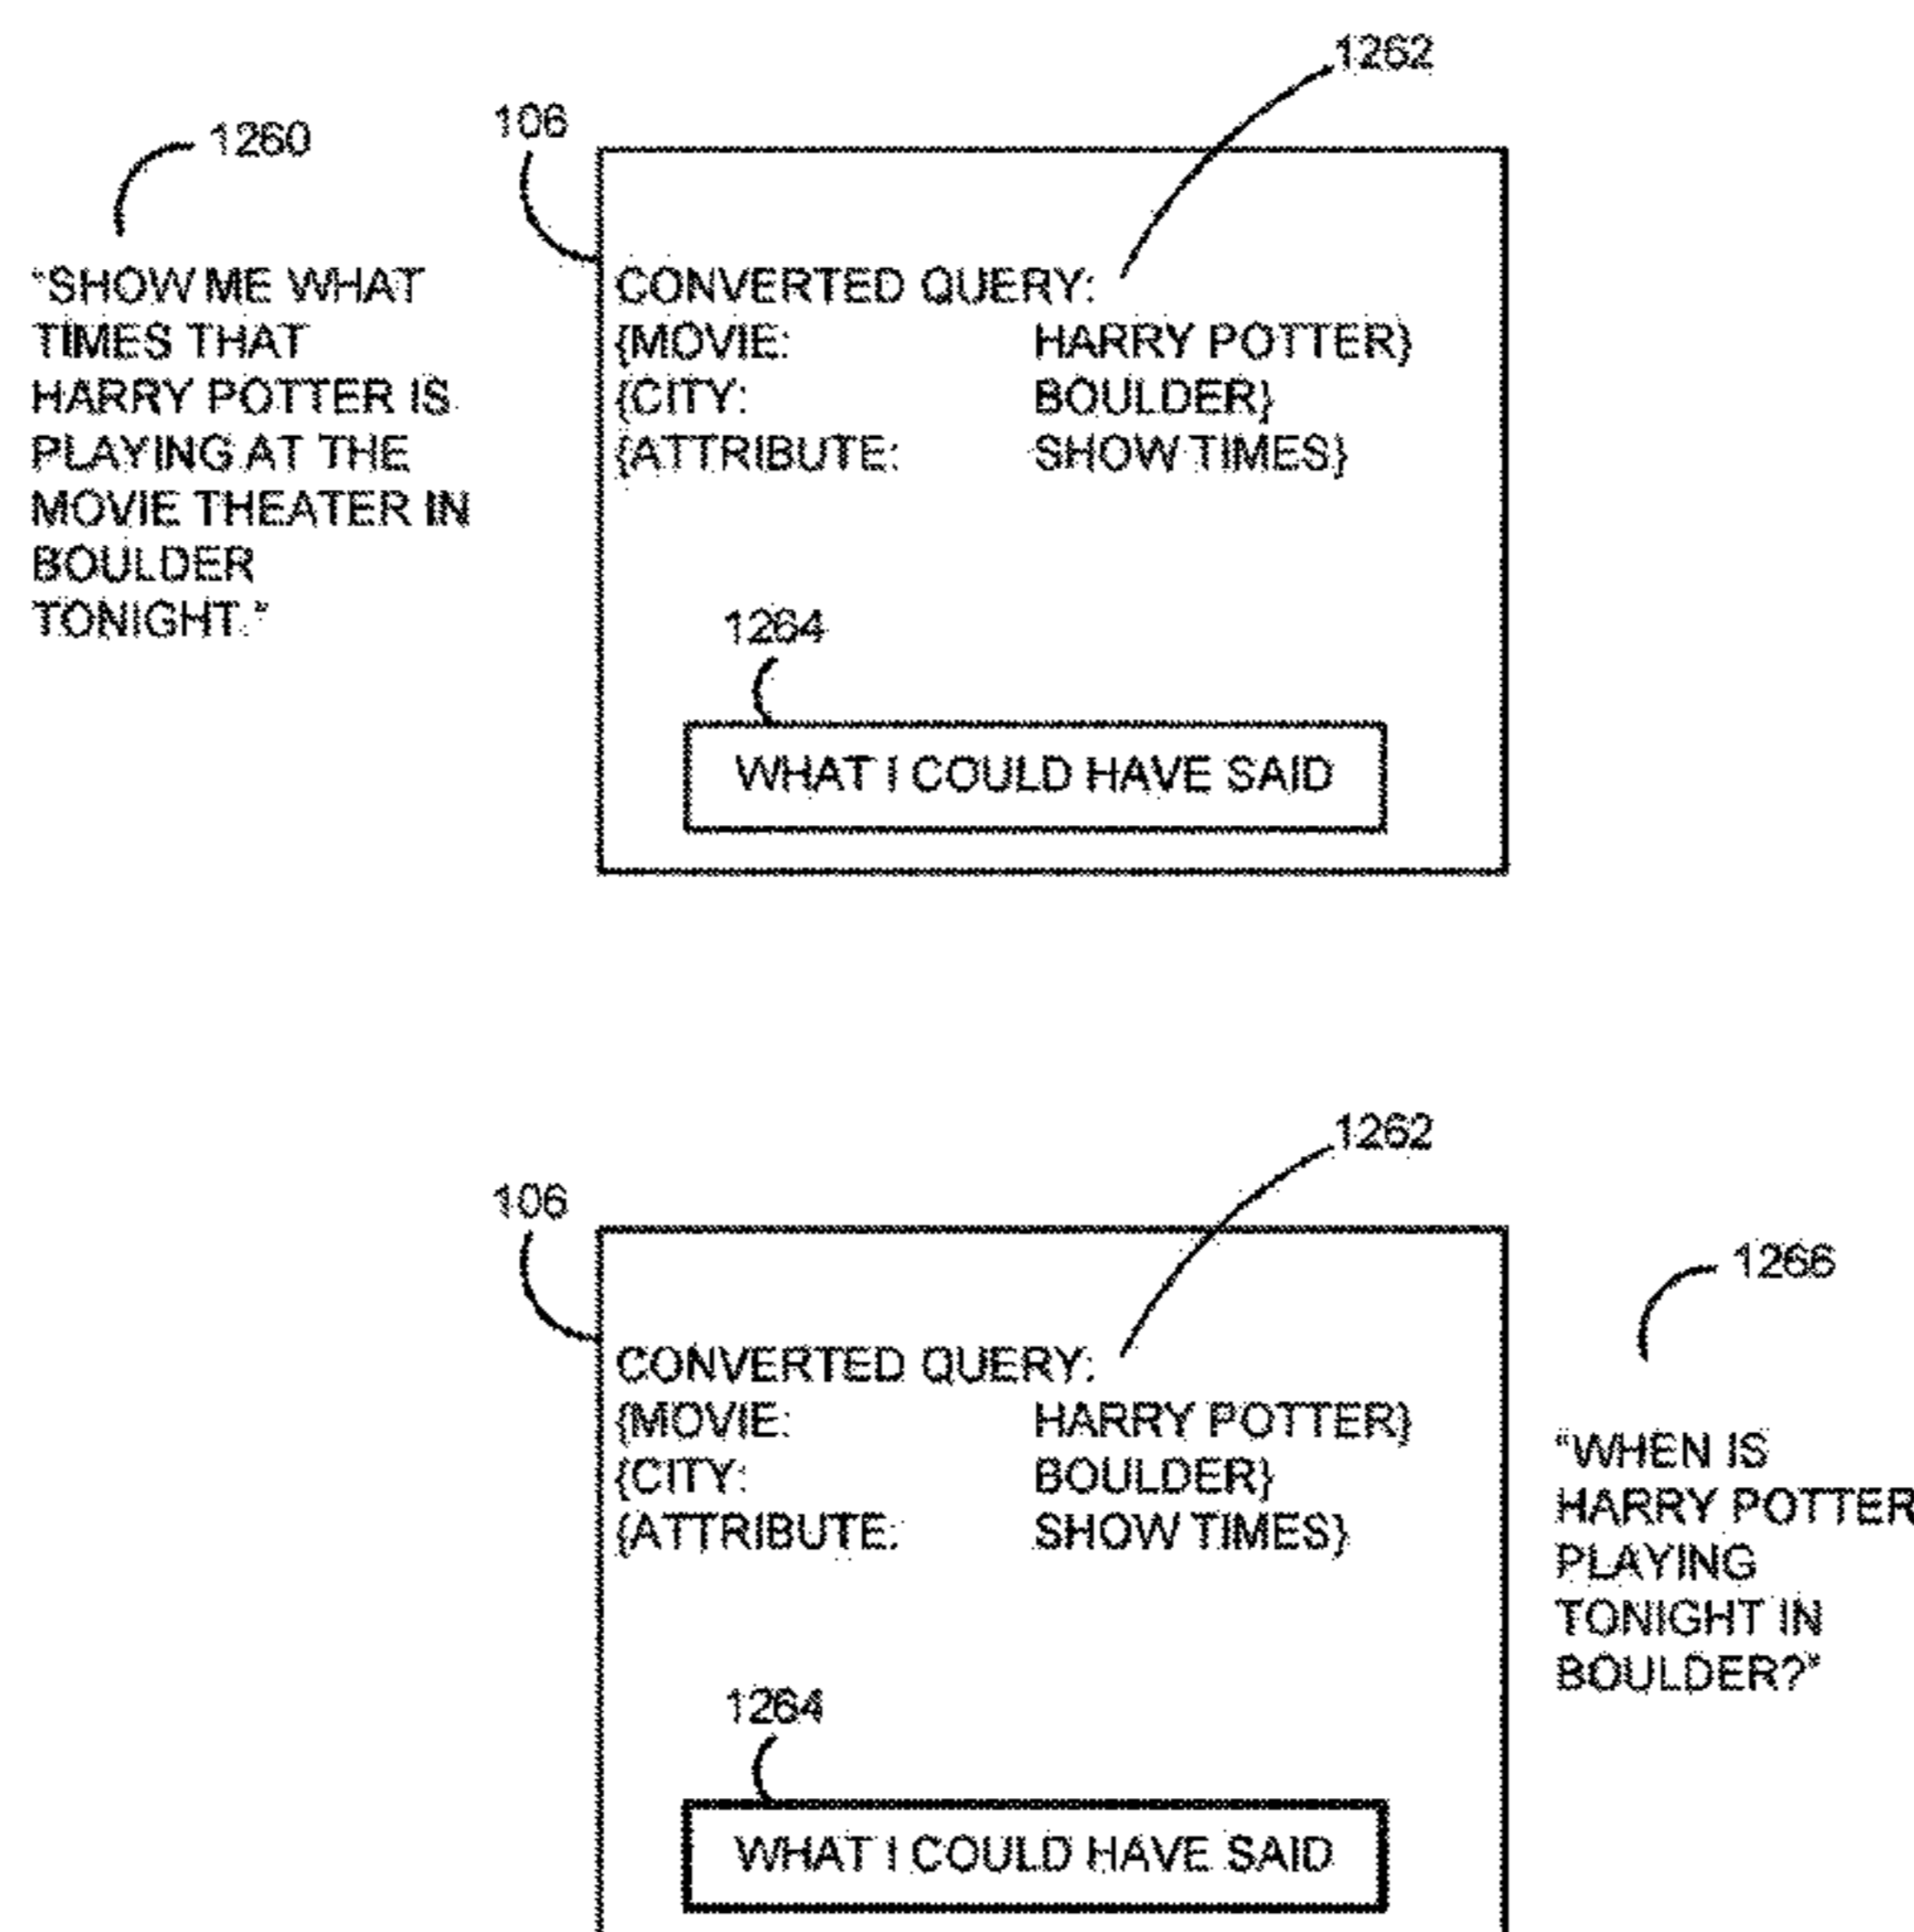 1262
106
1260
"SHOW ME WHAT
TIMES THAT
HARRY POTTER IS
PLAYING AT THE
MOVIE THEATER IN
BOULDER
TONIGHT."
CONVERTED QUERY:
{MOVIE: HARRY POTTER}
{CITY: BOULDER}
{ATTRIBUTE: SHOW TIMES}
1264
WHAT I COULD HAVE SAID
1262
106
1266
CONVERTED QUERY:
{MOVIE: HARRY POTTER}
{CITY: BOULDER}
{ATTRIBUTE: SHOW TIMES}
"WHEN IS
HARRY POTTER
PLAYING
TONIGHT IN
BOULDER?"
1264
WHAT I COULD HAVE SAID